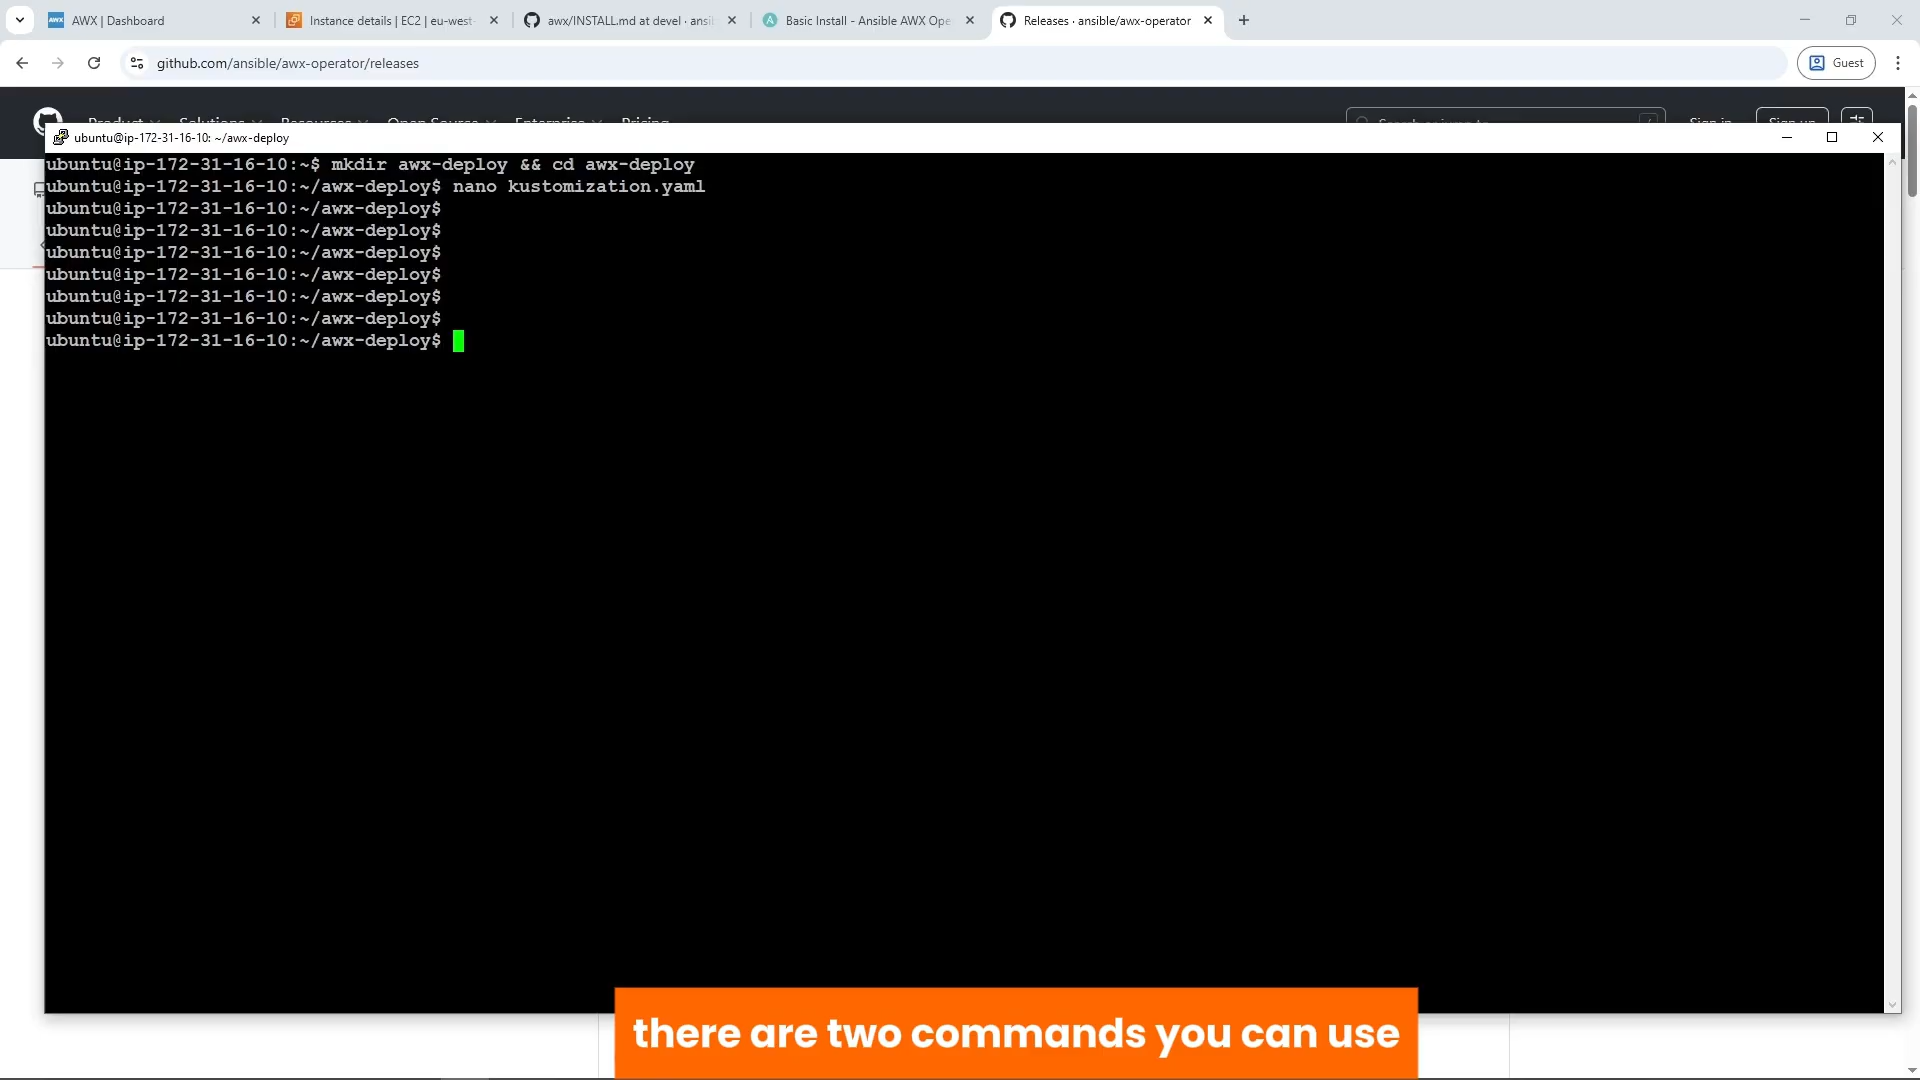 AWX | Dashboard
Instance details | EC2 | eu-west-
awx/INSTALL.md at devel · ansib
Basic Install - Ansible AWX Ope
Releases · ansible/awx-operator
github.com/ansible/awx-operator/releases
Guest
Product Solutions Resources Open Source Enterprise Pricing
Search or jump to
Sign in
Sign up
ubuntu@ip-172-31-16-10: ~/awx-deploy
ubuntu@ip-172-31-16-10:~$ mkdir awx-deploy && cd awx-deploy
ubuntu@ip-172-31-16-10:~/awx-deploy$ nano kustomization.yaml
ubuntu@ip-172-31-16-10:~/awx-deploy$
ubuntu@ip-172-31-16-10:~/awx-deploy$
ubuntu@ip-172-31-16-10:~/awx-deploy$
ubuntu@ip-172-31-16-10:~/awx-deploy$
ubuntu@ip-172-31-16-10:~/awx-deploy$
ubuntu@ip-172-31-16-10:~/awx-deploy$
ubuntu@ip-172-31-16-10:~/awx-deploy$
there are two commands you can use